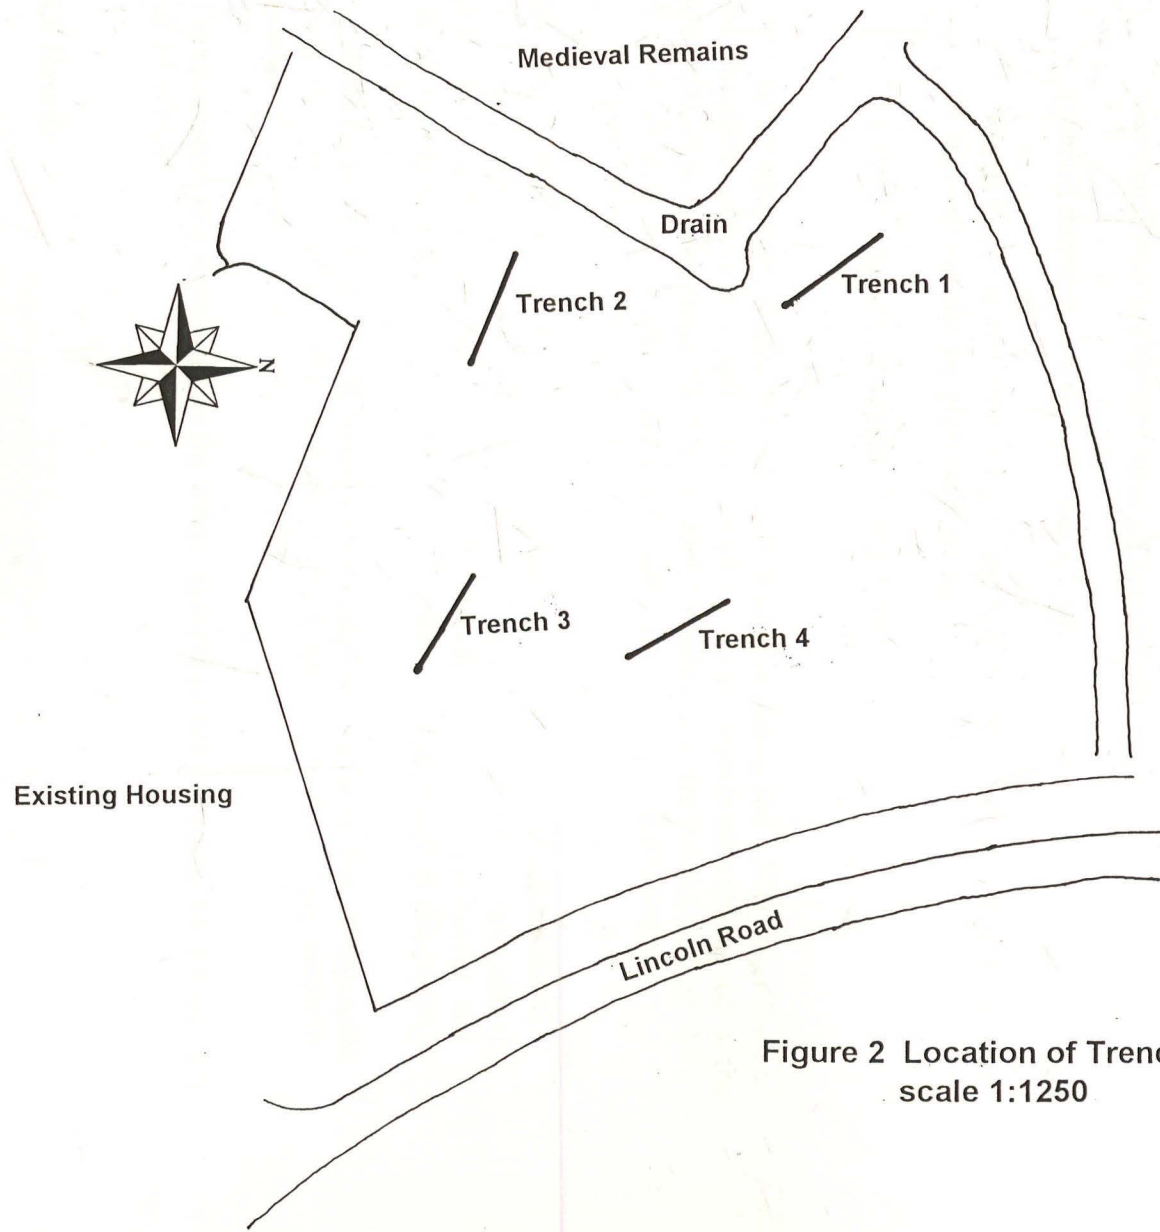 Medieval Remains
Drain
Trench 1
Trench 2
N
Trench 3
Trench 4
Existing Housing
Lincoln Road
Figure 2 Location of
scale 1:1250